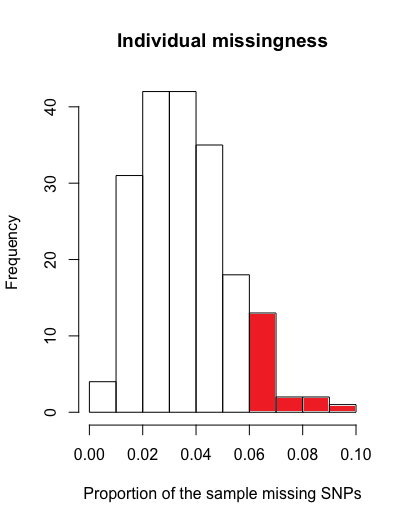 Individual missingness
Frequency
40
30
20
10
0
0.00 0.02 0.04 0.06 0.08 0.10
Proportion of the sample missing SNPs